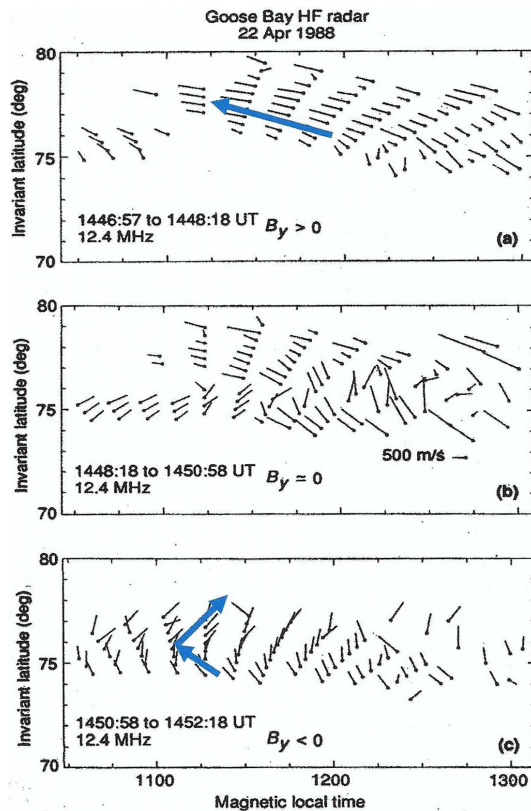 Goose Bay HF radar
22 Apr 1988
80
75
70
Invariant latitude (deg)
1446:57 to 1448:18 UT
12.4 MHz
By > 0
(a)
80
75
70
Invariant latitude (deg)
500 m/s
1448:18 to 1450:58 UT
12.4 MHz
By ≃ 0
(b)
80
75
70
Invariant latitude (deg)
1450:58 to 1452:18 UT
12.4 MHz
By < 0
(c)
1100 1200 1300
Magnetic local time